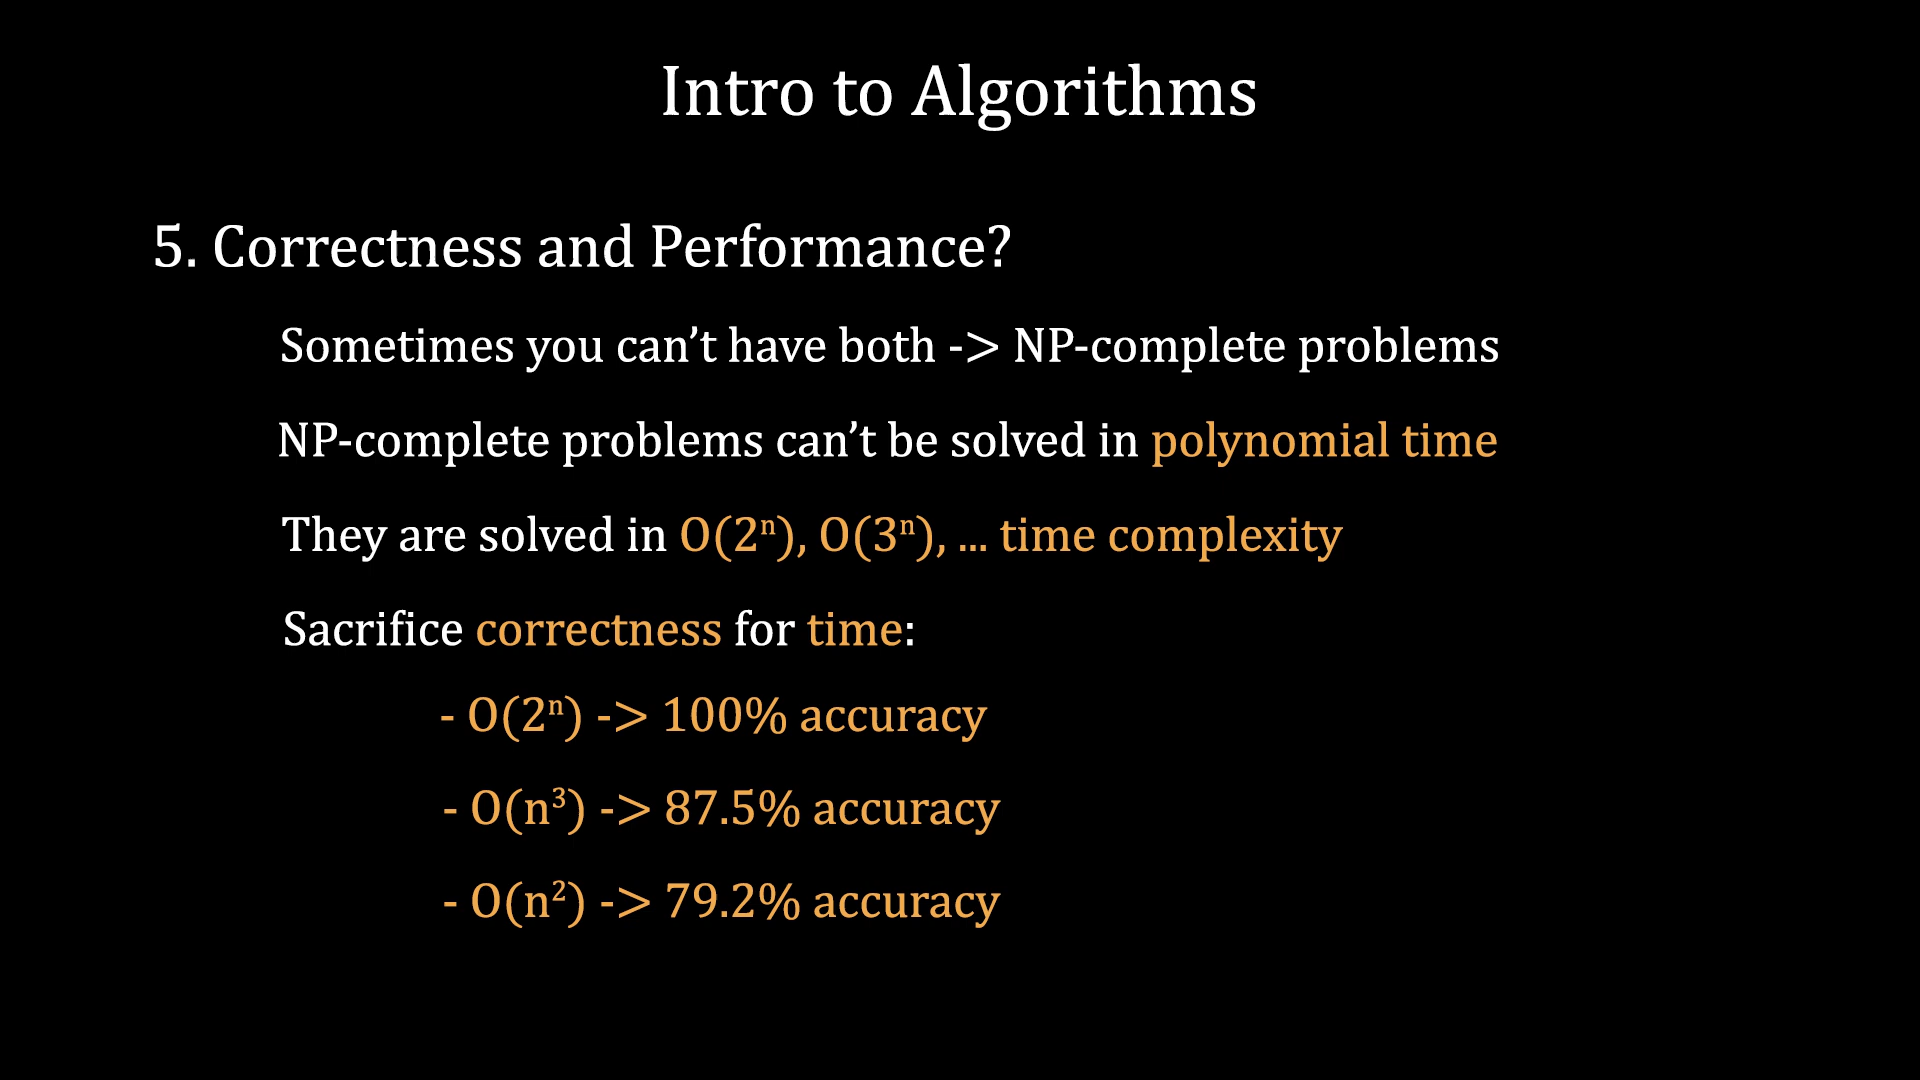 Intro to Algorithms
5. Correctness and Performance?
Sometimes you can’t have both -> NP-complete problems
NP-complete problems can’t be solved in polynomial time
They are solved in O(2ⁿ), O(3ⁿ), ... time complexity
Sacrifice correctness for time:
- O(2ⁿ) -> 100% accuracy
- O(n³) -> 87.5% accuracy
- O(n²) -> 79.2% accuracy